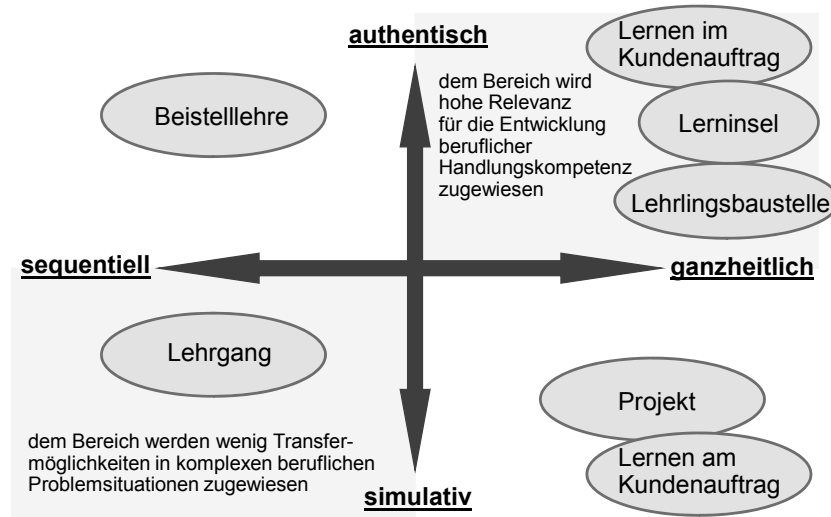 authentisch
Lernen im
Kundenauftrag
dem Bereich wird
hohe Relevanz
für die Entwicklung
beruflicher
Handlungskompetenz
zugewiesen
Beistelllehre
Lerninsel
Lehrlingsbaustelle
sequentiell
ganzheitlich
Lehrgang
Projekt
dem Bereich werden wenig Transfer-
möglichkeiten in komplexen beruflichen
Problemsituationen zugewiesen
Lernen am
Kundenauftrag
simulativ